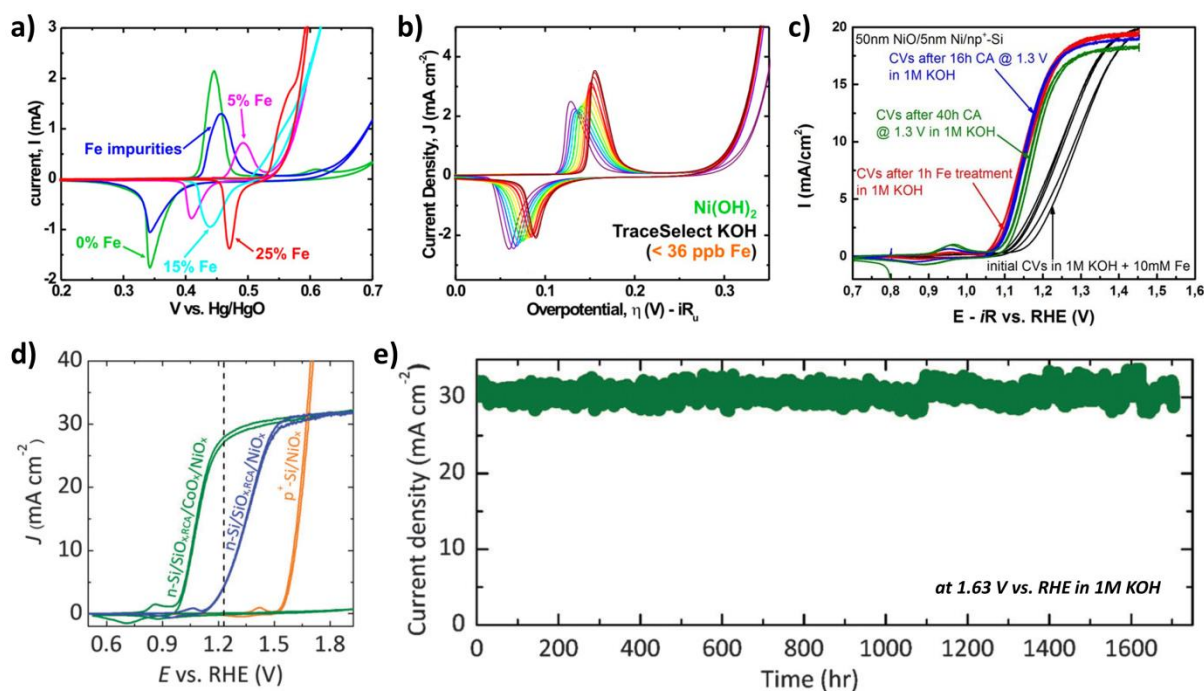 a)
3
2
1
0
-1
-2
0.2
0.3
0.4
0.5
0.6
0.7
current, I (mA)
V vs. Hg/HgO
5% Fe
Fe impurities
0% Fe
15% Fe
25% Fe
b)
6
4
2
0
-2
0.0
0.1
0.2
0.3
Current Density, J (mA cm⁻²)
Overpotential, η (V) - iRᵤ
Ni(OH)₂
TraceSelect KOH
(< 36 ppb Fe)
c)
20
15
10
5
0
0,7
0,8
0,9
1,0
1,1
1,2
1,3
1,4
1,5
1,6
I (mA/cm²)
E - iR vs. RHE (V)
50nm NiO/5nm Ni/np⁺-Si
CVs after 16h CA @ 1.3 V
in 1M KOH
CVs after 40h CA
@ 1.3 V in 1M KOH
CVs after 1h Fe treatment
in 1M KOH
initial CVs in 1M KOH + 10mM Fe
d)
40
30
20
10
0
0.6
0.9
1.2
1.5
1.8
J (mA cm⁻²)
E vs. RHE (V)
n-Si/SiOₓ,RCA/CoOₓ/NiOₓ
n-Si/SiOₓ,RCA/NiOₓ
p⁺-Si/NiOₓ
e)
30
25
20
15
10
5
0
0
200
400
600
800
1000
1200
1400
1600
Current density (mA cm⁻²)
Time (hr)
at 1.63 V vs. RHE in 1M KOH